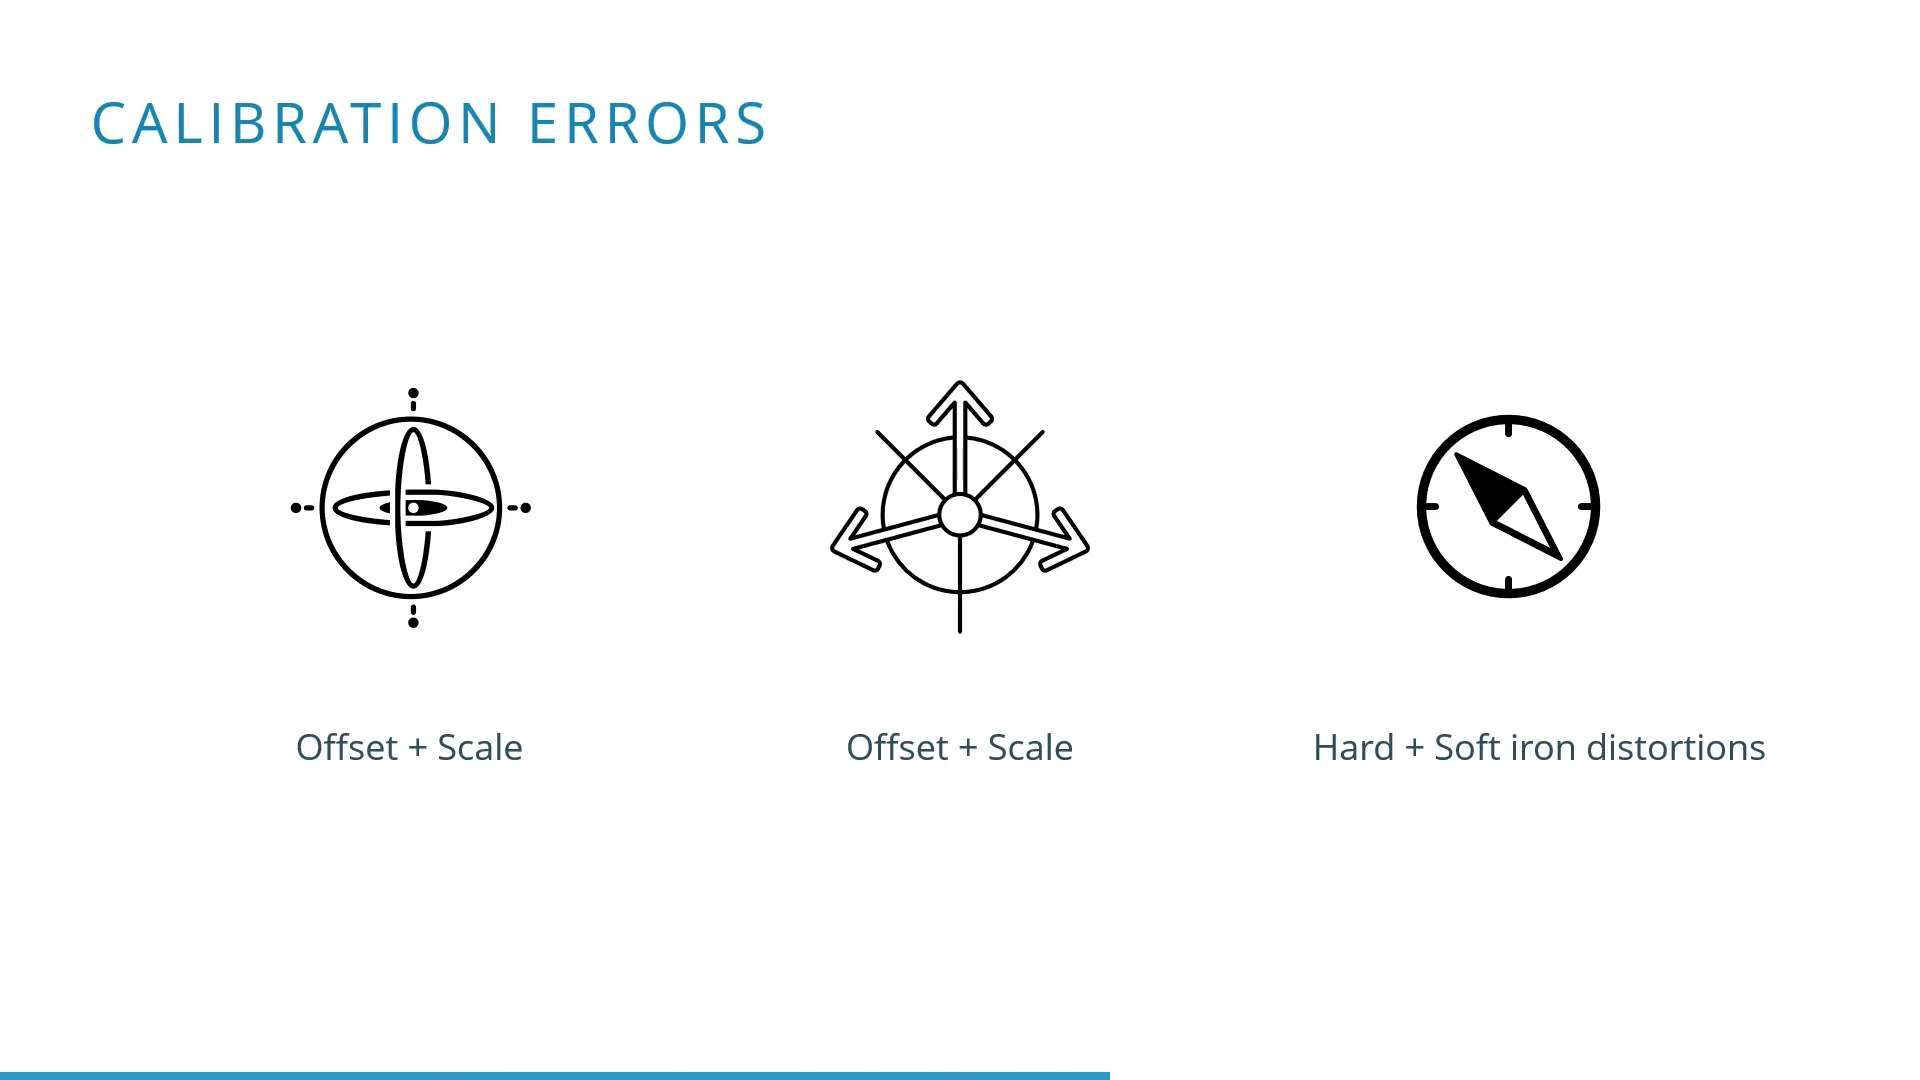 CALIBRATION ERRORS
Offset + Scale
Offset + Scale
Hard + Soft iron distortions